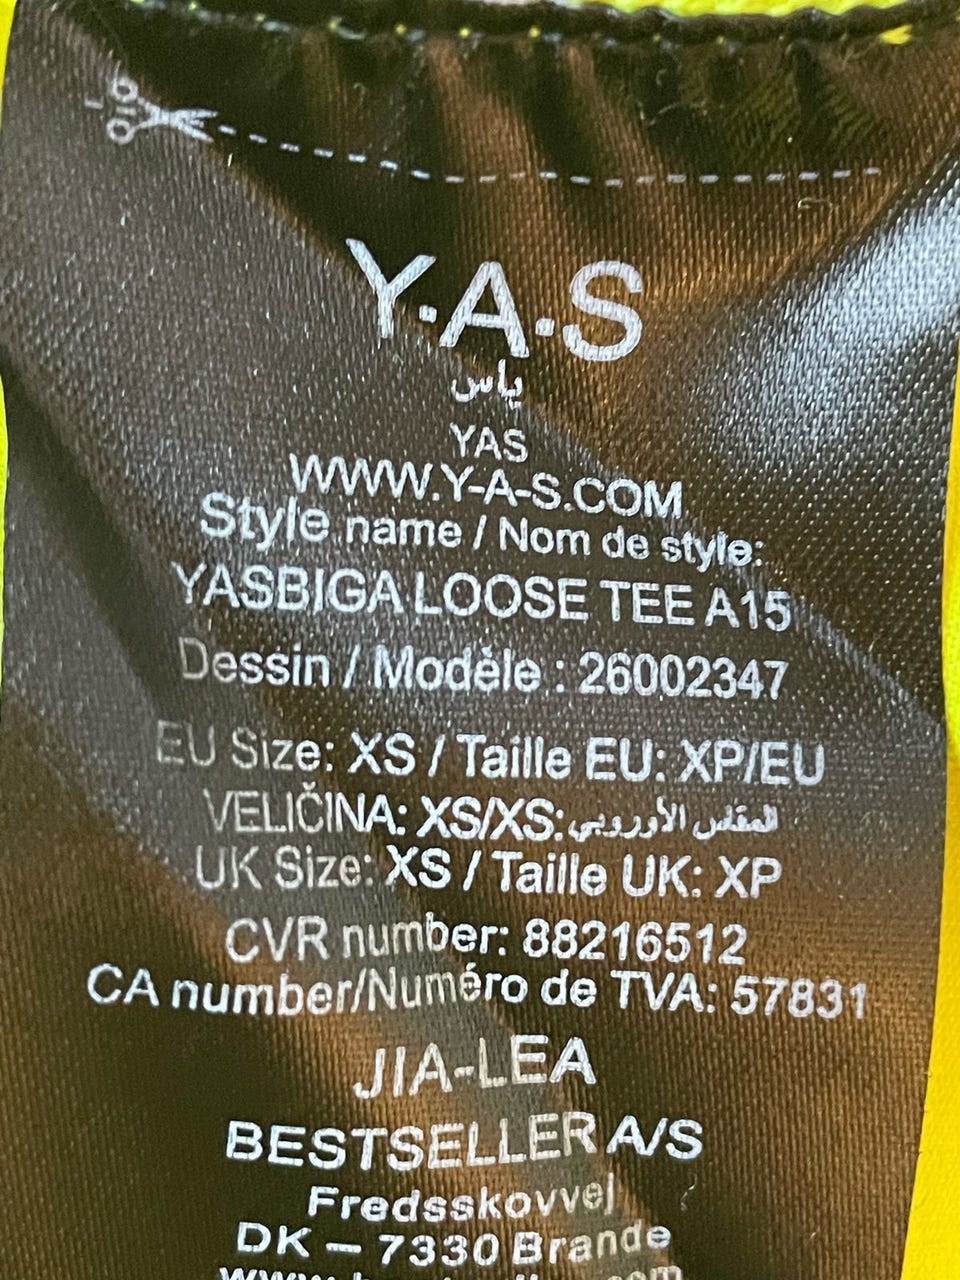 Y·A·S
ياس
YAS
WWW.Y-A-S.COM
Style name / Nom de style:
YASBIGA LOOSE TEE A15
Dessin / Modèle : 26002347
EU Size: XS / Taille EU: XP/EU
VELIČINA: XS/XS: المقاس الأوروبي
UK Size: XS / Taille UK: XP
CVR number: 88216512
CA number/Numéro de TVA: 57831
JIA-LEA
BESTSELLER A/S
Fredsskovvej
DK – 7330 Brande